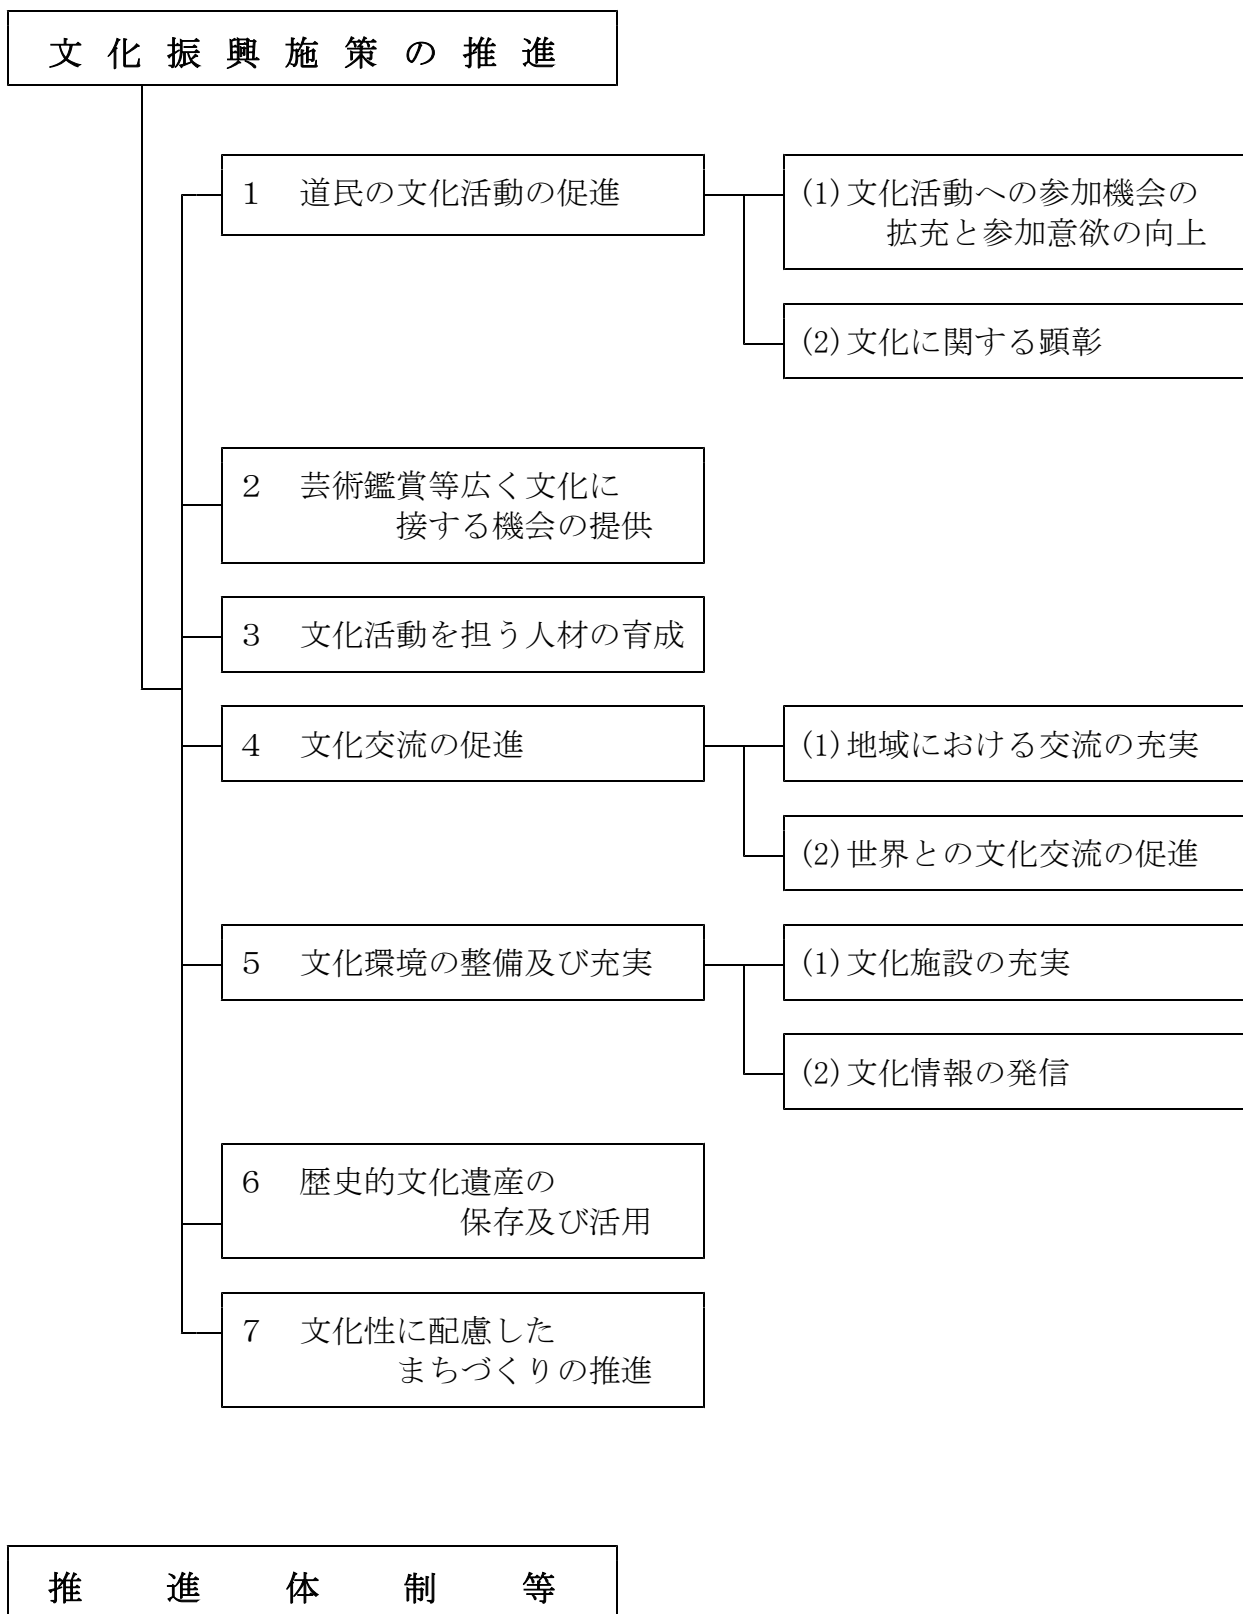 文化振興施策の推進
1 道民の文化活動の促進
(1)文化活動への参加機会の
拡充と参加意欲の向上
(2)文化に関する顕彰
2 芸術鑑賞等広く文化に
接する機会の提供
3 文化活動を担う人材の育成
4 文化交流の促進
(1)地域における交流の充実
(2)世界との文化交流の促進
5 文化環境の整備及び充実
(1)文化施設の充実
(2)文化情報の発信
6 歴史的文化遺産の
保存及び活用
7 文化性に配慮した
まちづくりの推進
推進体制等